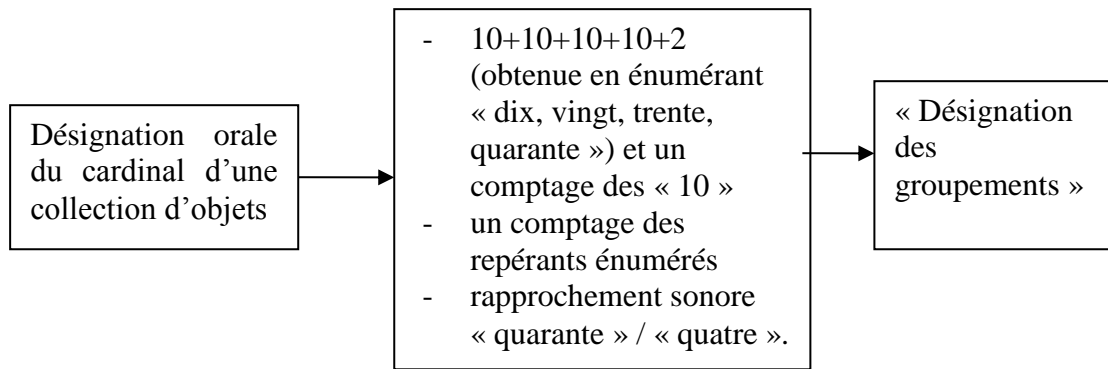 Désignation orale
du cardinal d'une
collection d'objets
- 10+10+10+10+2
(obtenue en énumérant
« dix, vingt, trente,
quarante ») et un
comptage des « 10 »
- un comptage des
repérants énumérés
- rapprochement sonore
« quarante » / « quatre ».
« Désignation
des
groupements »